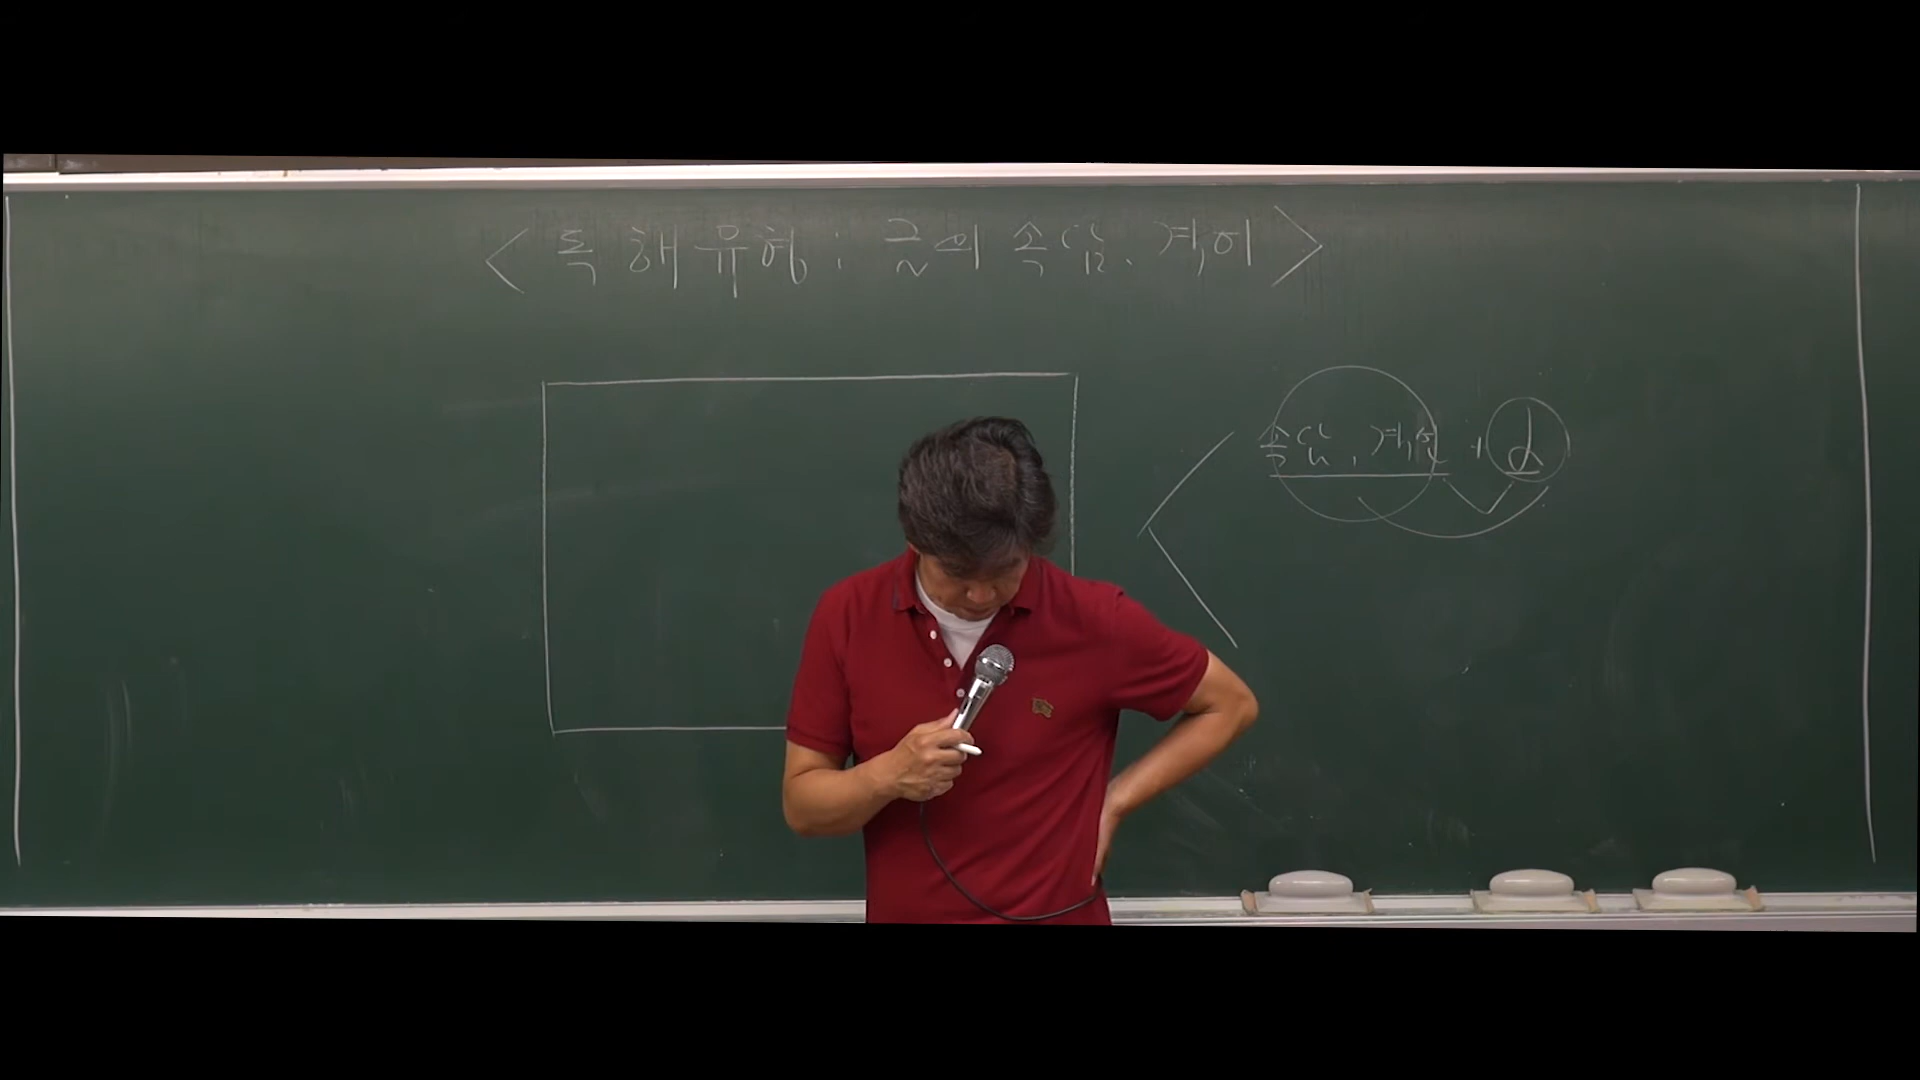 < 독해유형 : 글의 속담, 격언 >
속담, 격언 + α